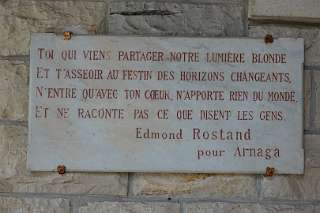 Toi qui viens partager notre lumière blonde
Et t'asseoir au festin des horizons changeants,
N'entre qu'avec ton cœur, n'apporte rien du monde,
Et ne raconte pas ce que disent les gens.
Edmond Rostand
pour Arnaga